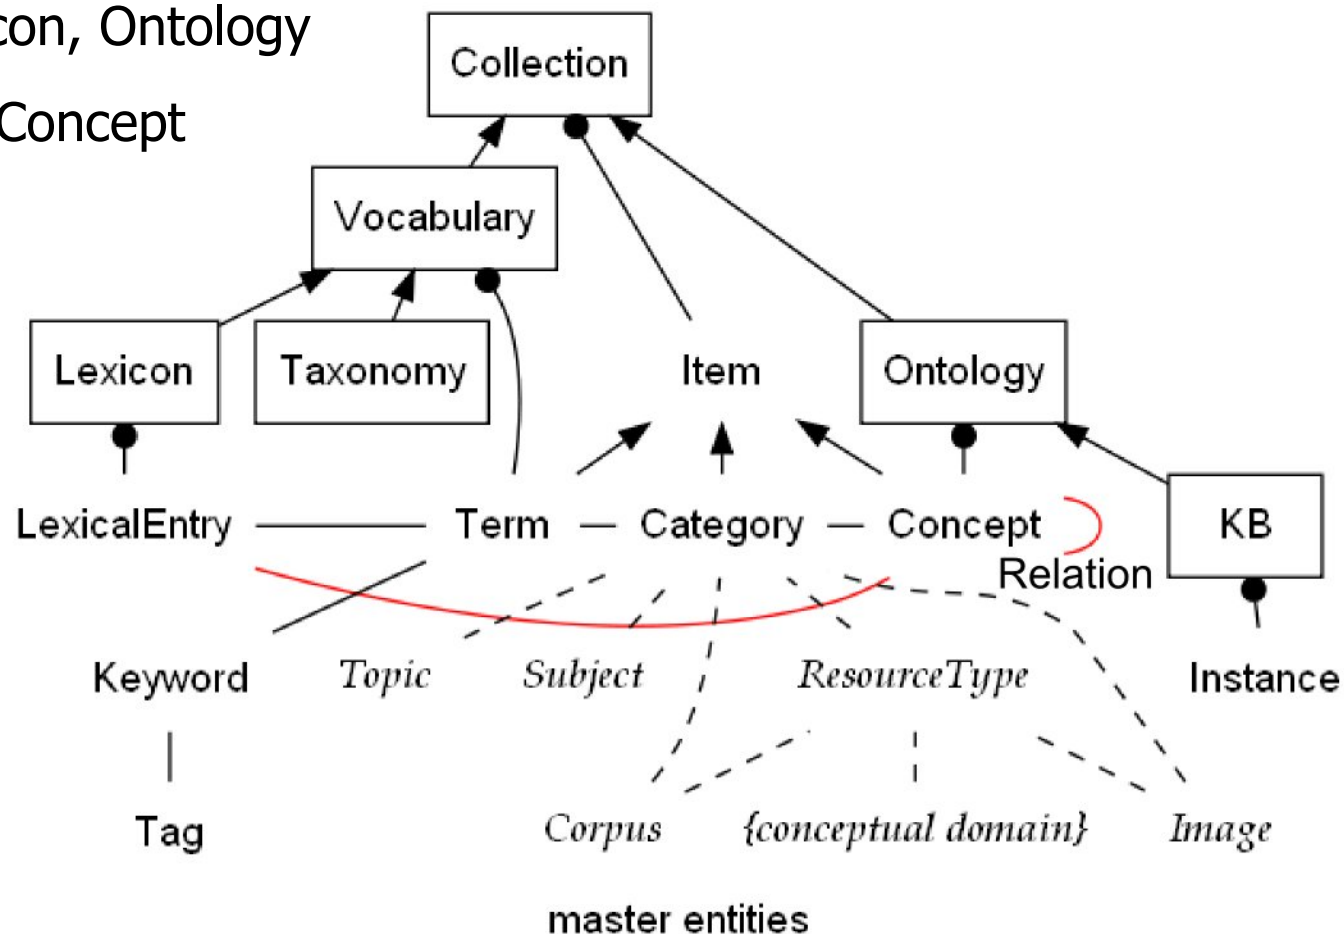 con, Ontology
Concept
Collection
Vocabulary
Lexicon
Taxonomy
Item
Ontology
LexicalEntry
Term
Category
Concept
KB
Relation
Keyword
Topic
Subject
ResourceType
Instance
Tag
Corpus
{conceptual domain}
Image
master entities